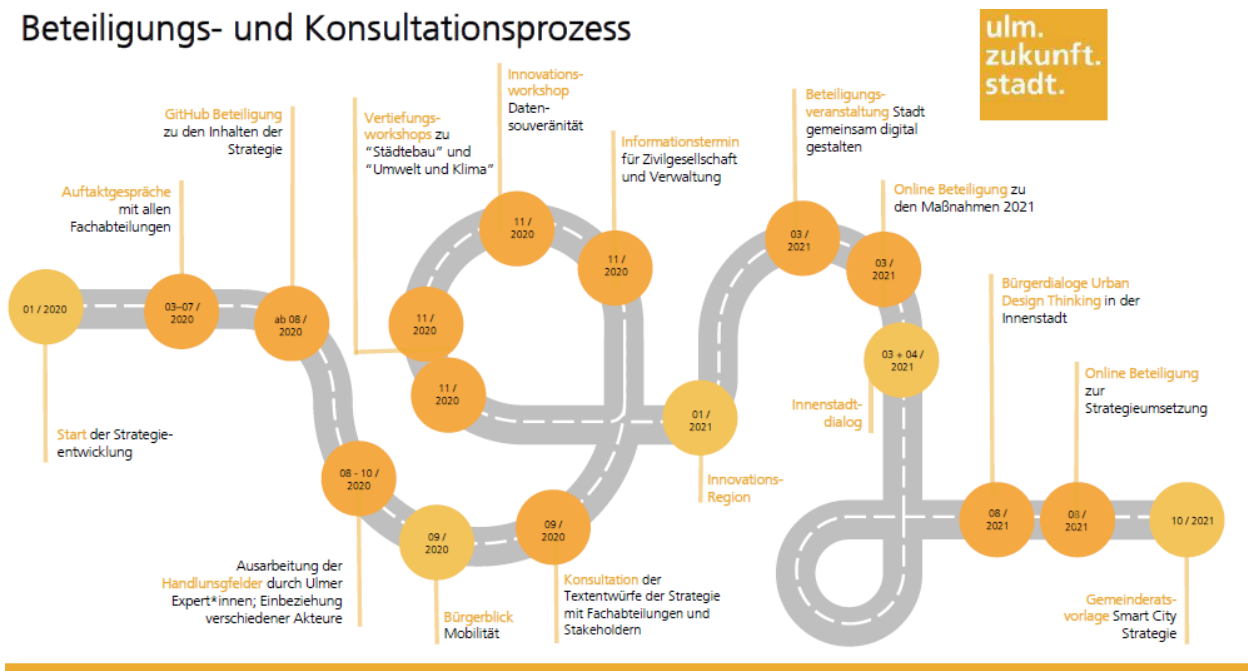 Beteiligungs- und Konsultationsprozess
ulm.
zukunft.
stadt.
01 / 2020
Start der Strategie-
entwicklung
Auftaktgespräche
mit allen
Fachabteilungen
03–07 /
2020
GitHub Beteiligung
zu den Inhalten der
Strategie
ab 08 /
2020
08 - 10 /
2020
Ausarbeitung der
Handlunsgfelder durch Ulmer
Expert*innen; Einbeziehung
verschiedener Akteure
09 /
2020
Bürgerblick
Mobilität
09 /
2020
Konsultation der
Textentwürfe der Strategie
mit Fachabteilungen und
Stakeholdern
Informationstermin
für Zivilgesellschaft
und Verwaltung
11 /
2020
Innovations-
workshop
Daten-
souveränität
11 /
2020
Vertiefungs-
workshops zu
"Städtebau" und
"Umwelt und Klima"
11 /
2020
11 /
2020
01 /
2021
Innovations-
Region
Beteiligungs-
veranstaltung Stadt
gemeinsam digital
gestalten
03 /
2021
Online Beteiligung zu
den Maßnahmen 2021
03 /
2021
03 + 04 /
2021
Innenstadt-
dialog
Bürgerdialoge Urban
Design Thinking in der
Innenstadt
08 /
2021
Online Beteiligung
zur
Strategieumsetzung
08 /
2021
10 / 2021
Gemeinderats-
vorlage Smart City
Strategie